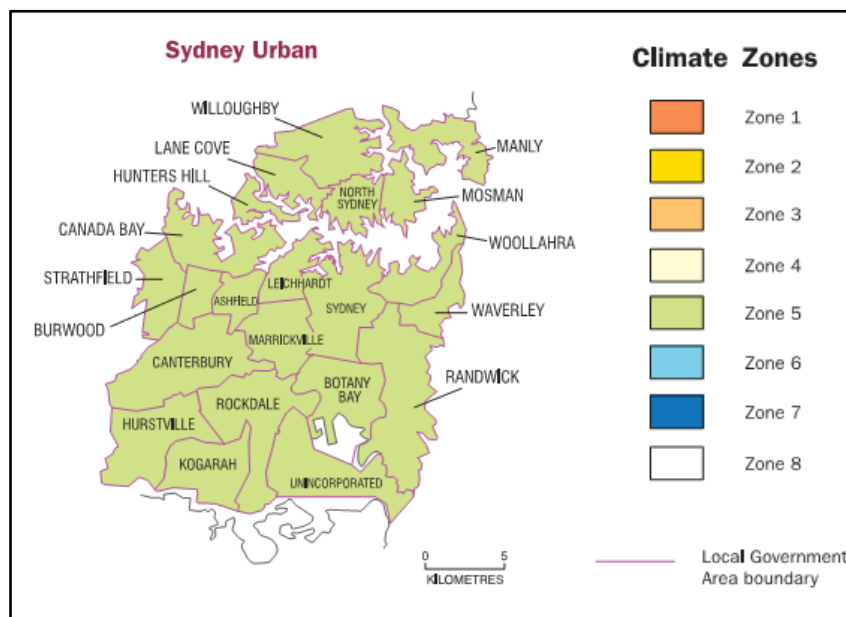 Sydney Urban
Climate Zones
WILLOUGHBY
LANE COVE
HUNTERS HILL
MANLY
NORTH
SYDNEY
MOSMAN
CANADA BAY
WOOLLAHRA
STRATHFIELD
LEICHHARDT
ASHFIELD
SYDNEY
WAVERLEY
BURWOOD
MARRICKVILLE
CANTERBURY
RANDWICK
BOTANY
BAY
ROCKDALE
HURSTVILLE
KOGARAH
UNINCORPORATED
0 5
KILOMETRES
Zone 1
Zone 2
Zone 3
Zone 4
Zone 5
Zone 6
Zone 7
Zone 8
Local Government
Area boundary